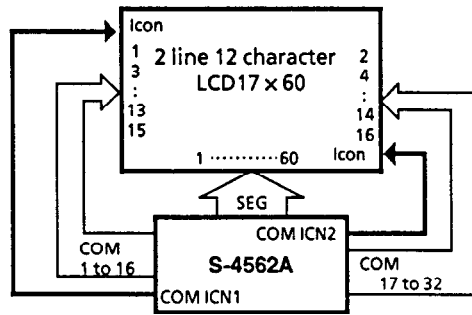 Icon
1
3
:
13
15
2 line 12 character
LCD17 × 60
2
4
:
14
16
Icon
1 ············ 60
SEG
COM ICN2
S-4562A
COM ICN1
COM
1 to 16
COM
17 to 32